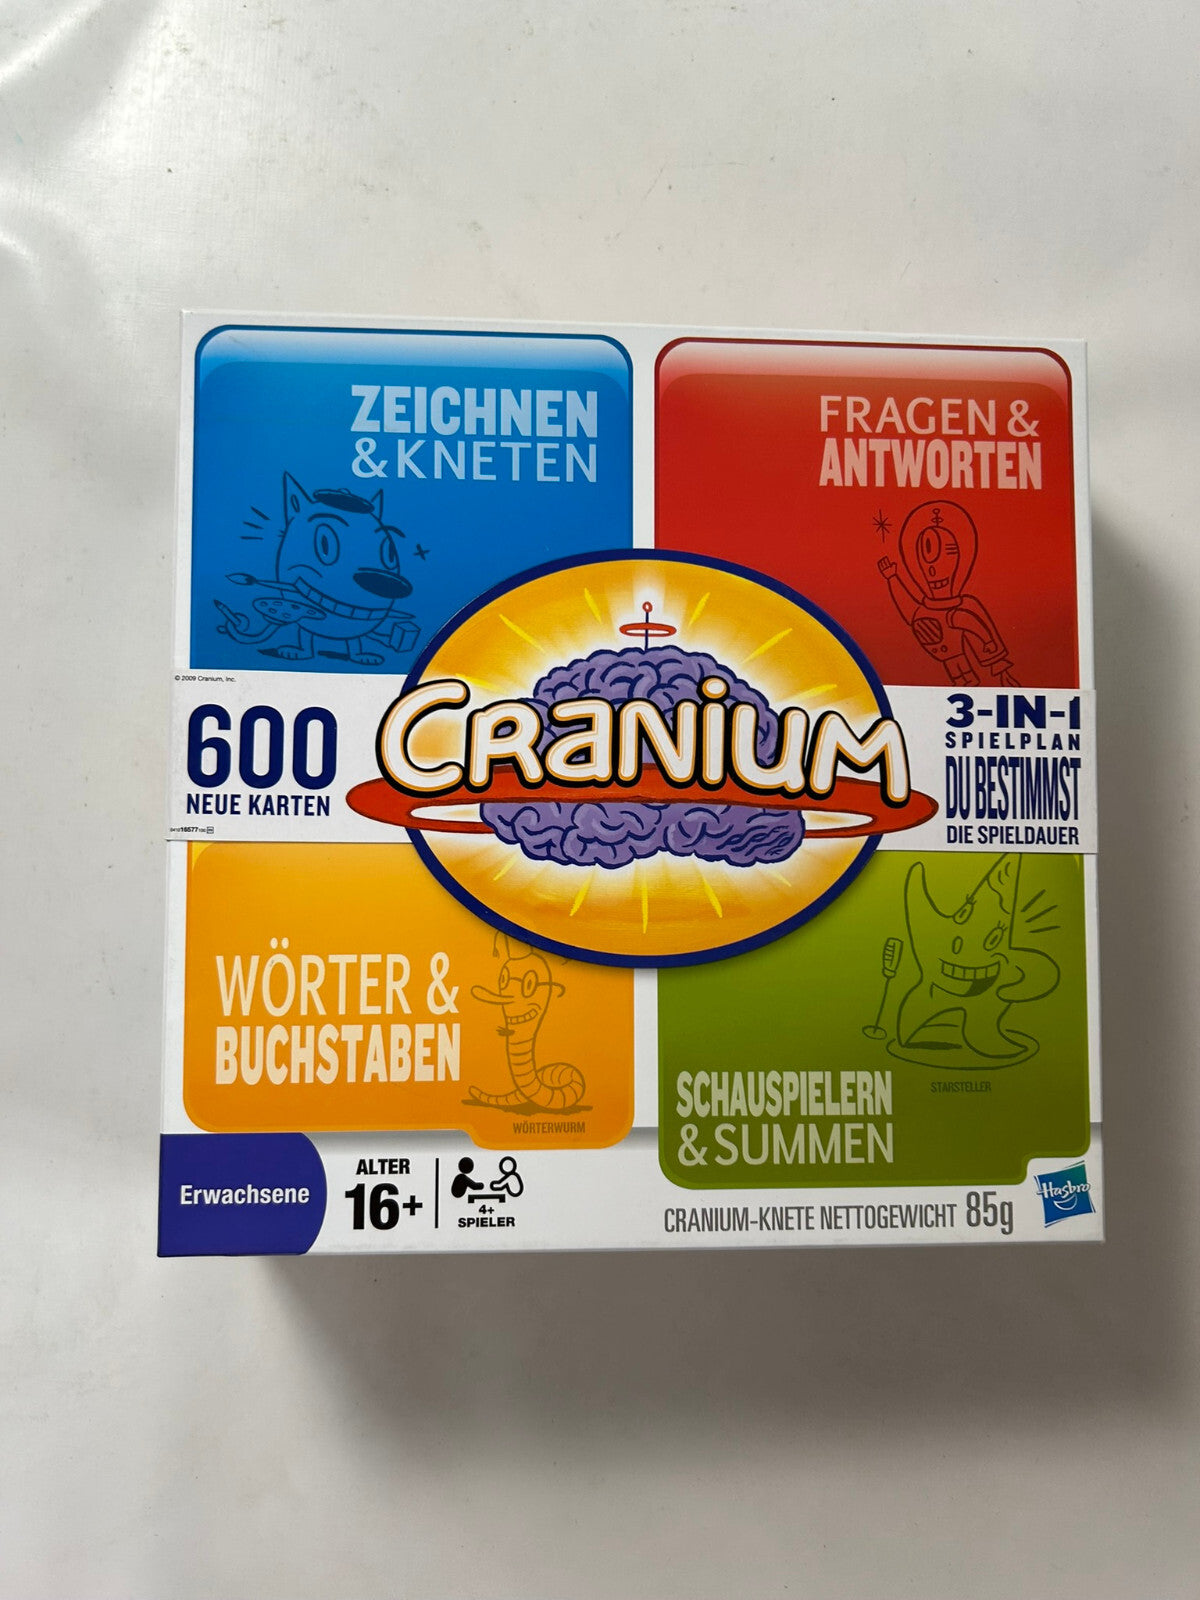 ZEICHNEN
& KNETEN
FRAGEN &
ANTWORTEN
© 2009 Cranium, Inc.
600
NEUE KARTEN
CRANIUM
3-IN-1
SPIELPLAN
DU BESTIMMST
DIE SPIELDAUER
WÖRTER &
BUCHSTABEN
WÖRTERWURM
STARSTELLER
SCHAUSPIELERN
& SUMMEN
Erwachsene
ALTER
16+
4+
SPIELER
CRANIUM-KNETE NETTOGEWICHT 85g
Hasbro